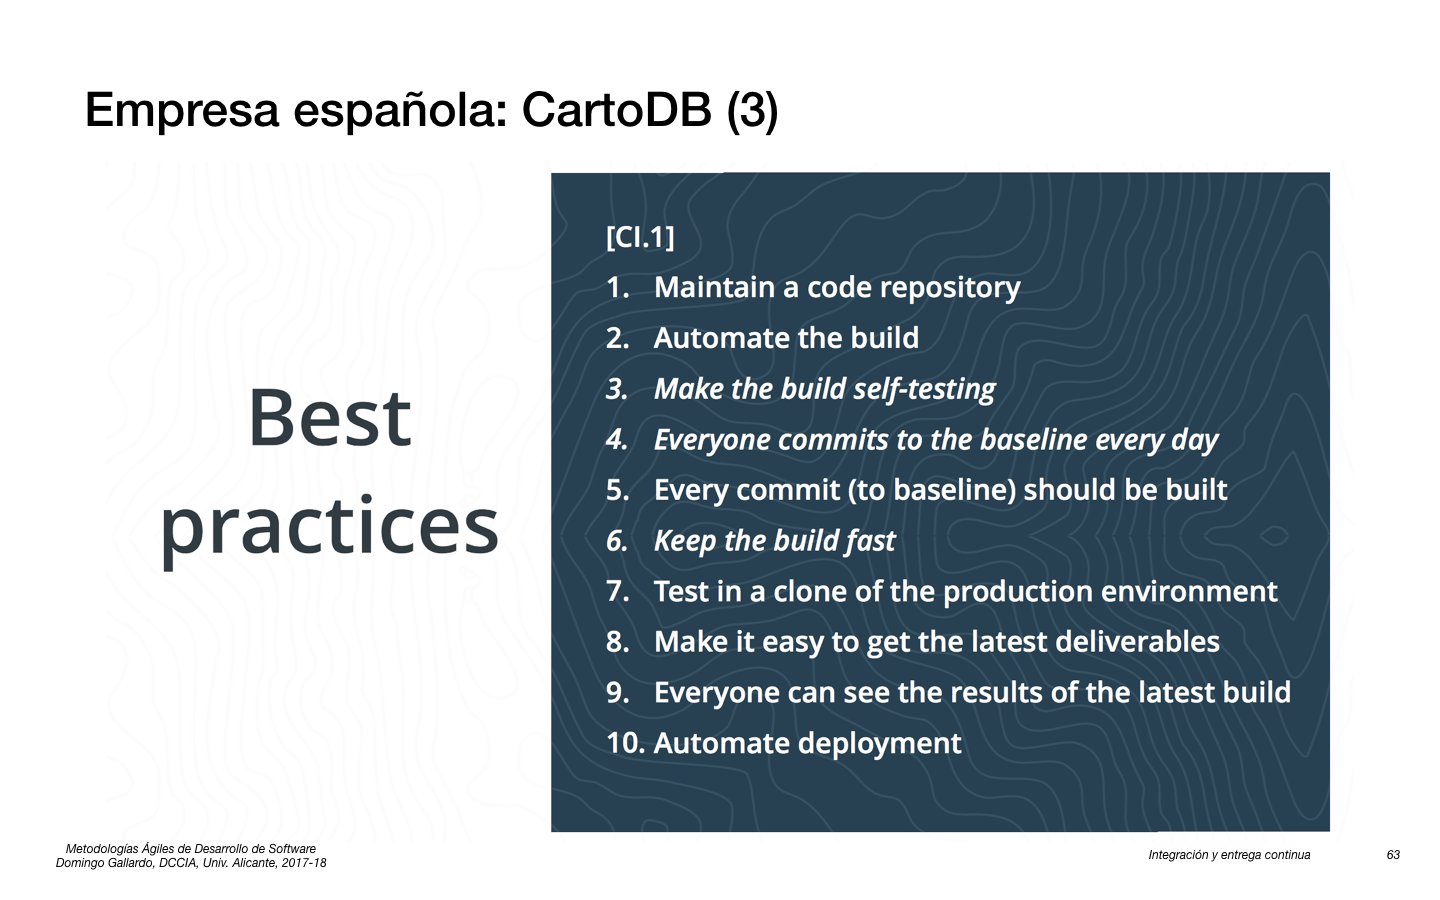 Empresa española: CartoDB (3)
Best
practices
[CI.1]
1. Maintain a code repository
2. Automate the build
3. Make the build self-testing
4. Everyone commits to the baseline every day
5. Every commit (to baseline) should be built
6. Keep the build fast
7. Test in a clone of the production environment
8. Make it easy to get the latest deliverables
9. Everyone can see the results of the latest build
10. Automate deployment
Metodologías Ágiles de Desarrollo de Software
Domingo Gallardo, DCCIA, Univ. Alicante, 2017-18
Integración y entrega continua
63